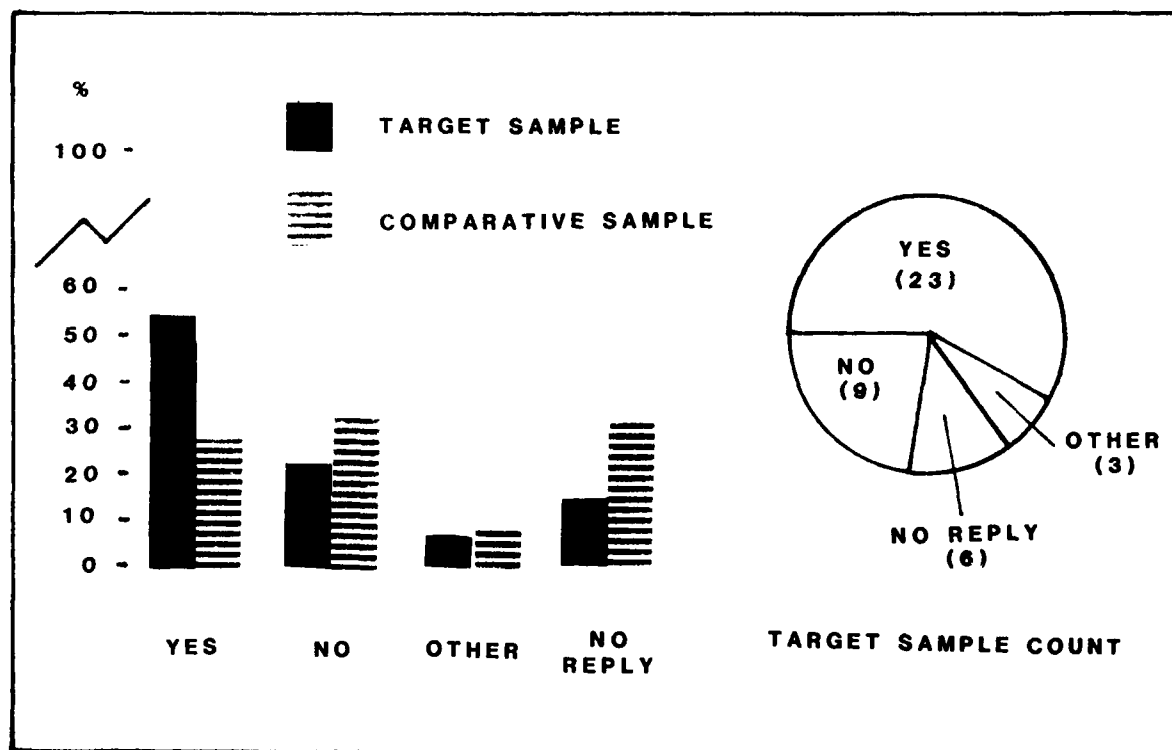 %
100 -
60 -
50 -
40 -
30 -
20 -
10 -
0 -
TARGET SAMPLE
COMPARATIVE SAMPLE
YES
NO
OTHER
NO
REPLY
YES
(23)
NO
(9)
OTHER
(3)
NO REPLY
(6)
TARGET SAMPLE COUNT